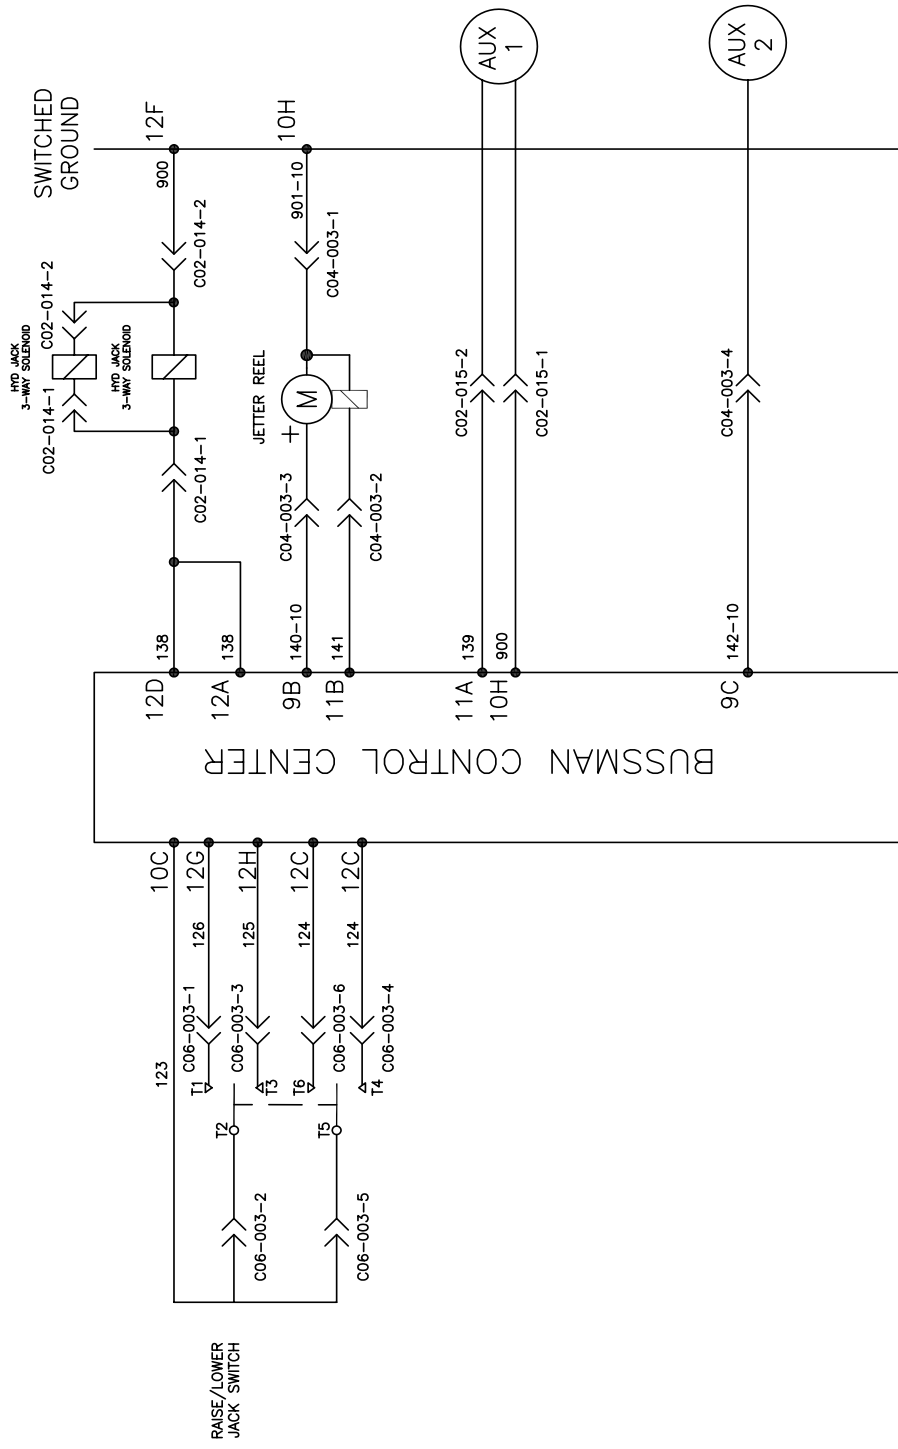 SWITCHED
GROUND
12F
10H
900
901-10
C02-014-2
C04-003-1
C02-014-2
HYD JACK
3-WAY SOLENOID
C02-014-1
HYD JACK
3-WAY SOLENOID
C02-014-1
JETTER REEL
M
+
C04-003-3
C04-003-2
AUX
1
AUX
2
C02-015-2
C02-015-1
C04-003-4
138
138
140-10
141
139
900
142-10
12D
12A
9B
11B
11A
10H
9C
BUSSMAN CONTROL CENTER
10C
12G
12H
12C
12C
123
126
125
124
124
C06-003-1
C06-003-3
C06-003-6
C06-003-4
T1
T3
T6
T4
T2
T5
C06-003-2
C06-003-5
RAISE/LOWER
JACK SWITCH